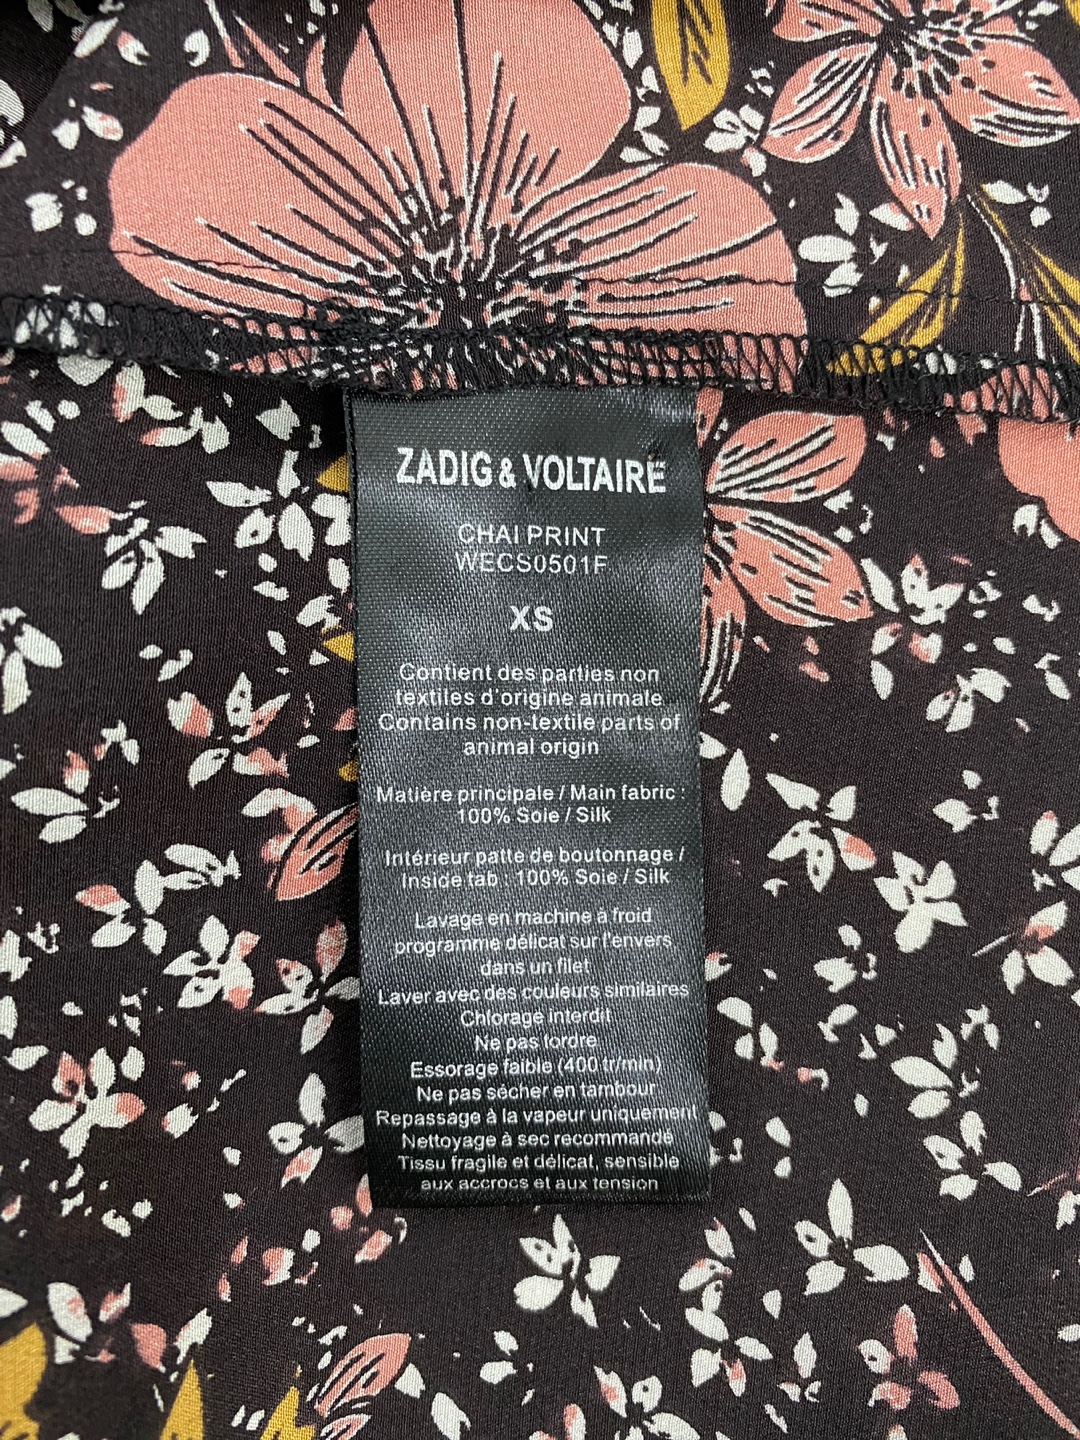 ZADIG & VOLTAIRE
CHAI PRINT
WECS0501F
XS
Contient des parties non
textiles d'origine animale
Contains non-textile parts of
animal origin
Matière principale / Main fabric :
100% Soie / Silk
Intérieur patte de boutonnage /
Inside tab : 100% Soie / Silk
Lavage en machine à froid
programme délicat sur l'envers
dans un filet
Laver avec des couleurs similaires
Chlorage interdit
Ne pas tordre
Essorage faible (400 tr/min)
Ne pas sécher en tambour
Repassage à la vapeur uniquement
Nettoyage à sec recommandé
Tissu fragile et délicat, sensible
aux accrocs et aux tension